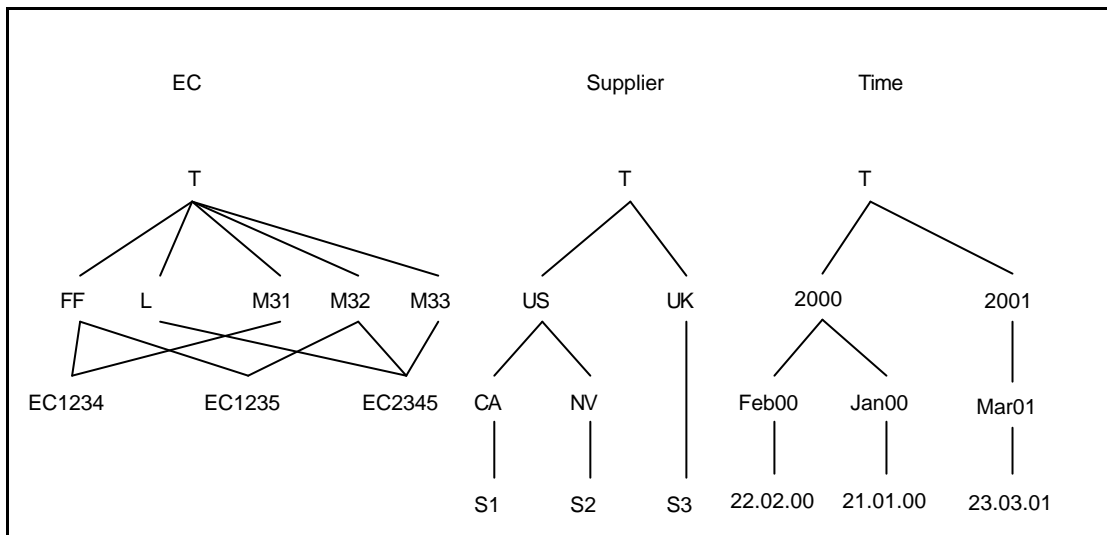 EC Supplier Time
T T T
FF L M31 M32 M33 US UK 2000 2001
EC1234 EC1235 EC2345 CA NV Feb00 Jan00 Mar01
S1 S2 S3 22.02.00 21.01.00 23.03.01